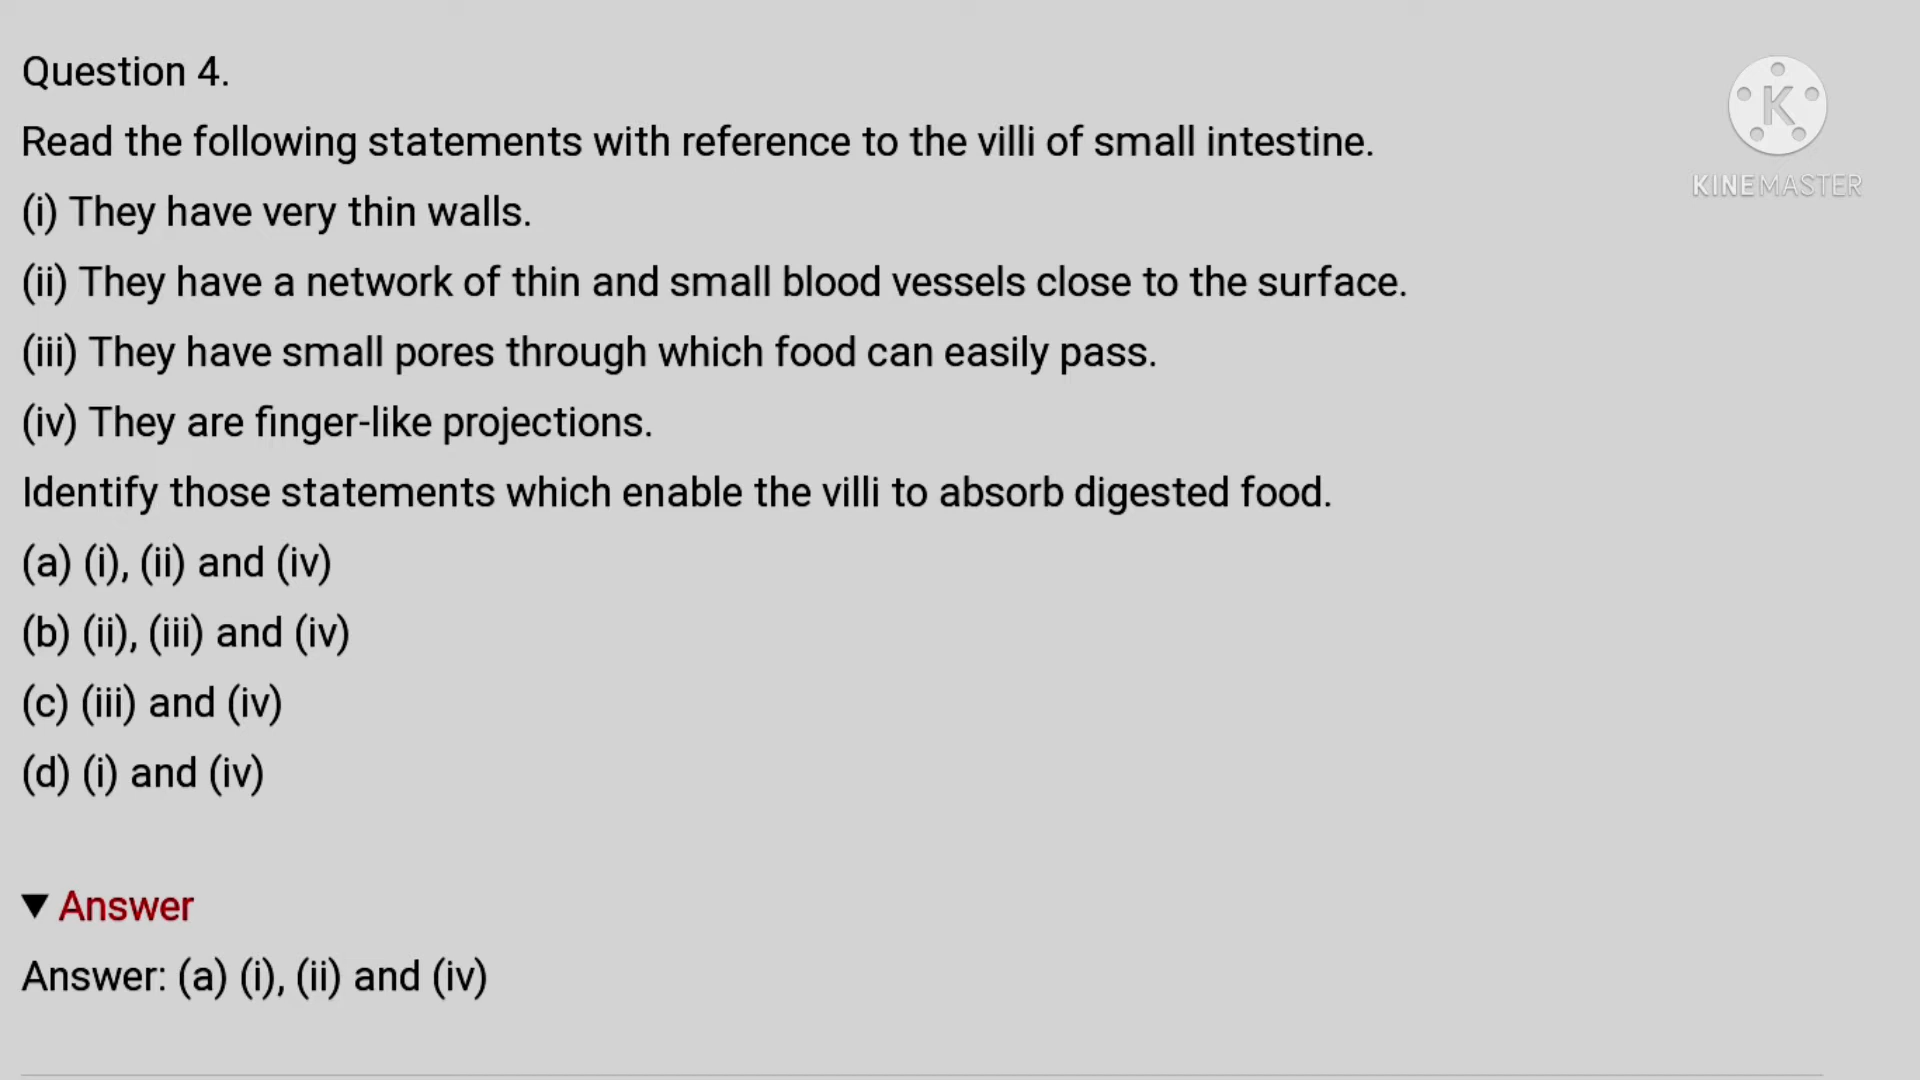 Question 4.
Read the following statements with reference to the villi of small intestine.
(i) They have very thin walls.
(ii) They have a network of thin and small blood vessels close to the surface.
(iii) They have small pores through which food can easily pass.
(iv) They are finger-like projections.
Identify those statements which enable the villi to absorb digested food.
(a) (i), (ii) and (iv)
(b) (ii), (iii) and (iv)
(c) (iii) and (iv)
(d) (i) and (iv)
▼ Answer
Answer: (a) (i), (ii) and (iv)
K
KINEMASTER